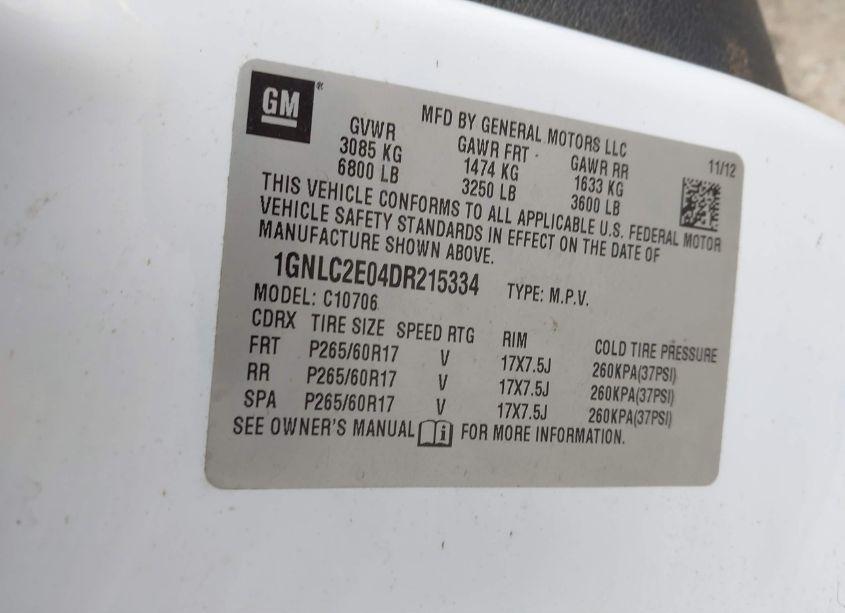 GM®
MFD BY GENERAL MOTORS LLC
GVWR GAWR FRT GAWR RR 11/12
3085 KG 1474 KG 1633 KG
6800 LB 3250 LB 3600 LB
THIS VEHICLE CONFORMS TO ALL APPLICABLE U.S. FEDERAL MOTOR
VEHICLE SAFETY STANDARDS IN EFFECT ON THE DATE OF
MANUFACTURE SHOWN ABOVE.
1GNLC2E04DR215334 TYPE: M.P.V.
MODEL: C10706
CDRX TIRE SIZE SPEED RTG RIM COLD TIRE PRESSURE
FRT P265/60R17 V 17X7.5J 260KPA(37PSI)
RR P265/60R17 V 17X7.5J 260KPA(37PSI)
SPA P265/60R17 V 17X7.5J 260KPA(37PSI)
SEE OWNER'S MANUAL i FOR MORE INFORMATION.